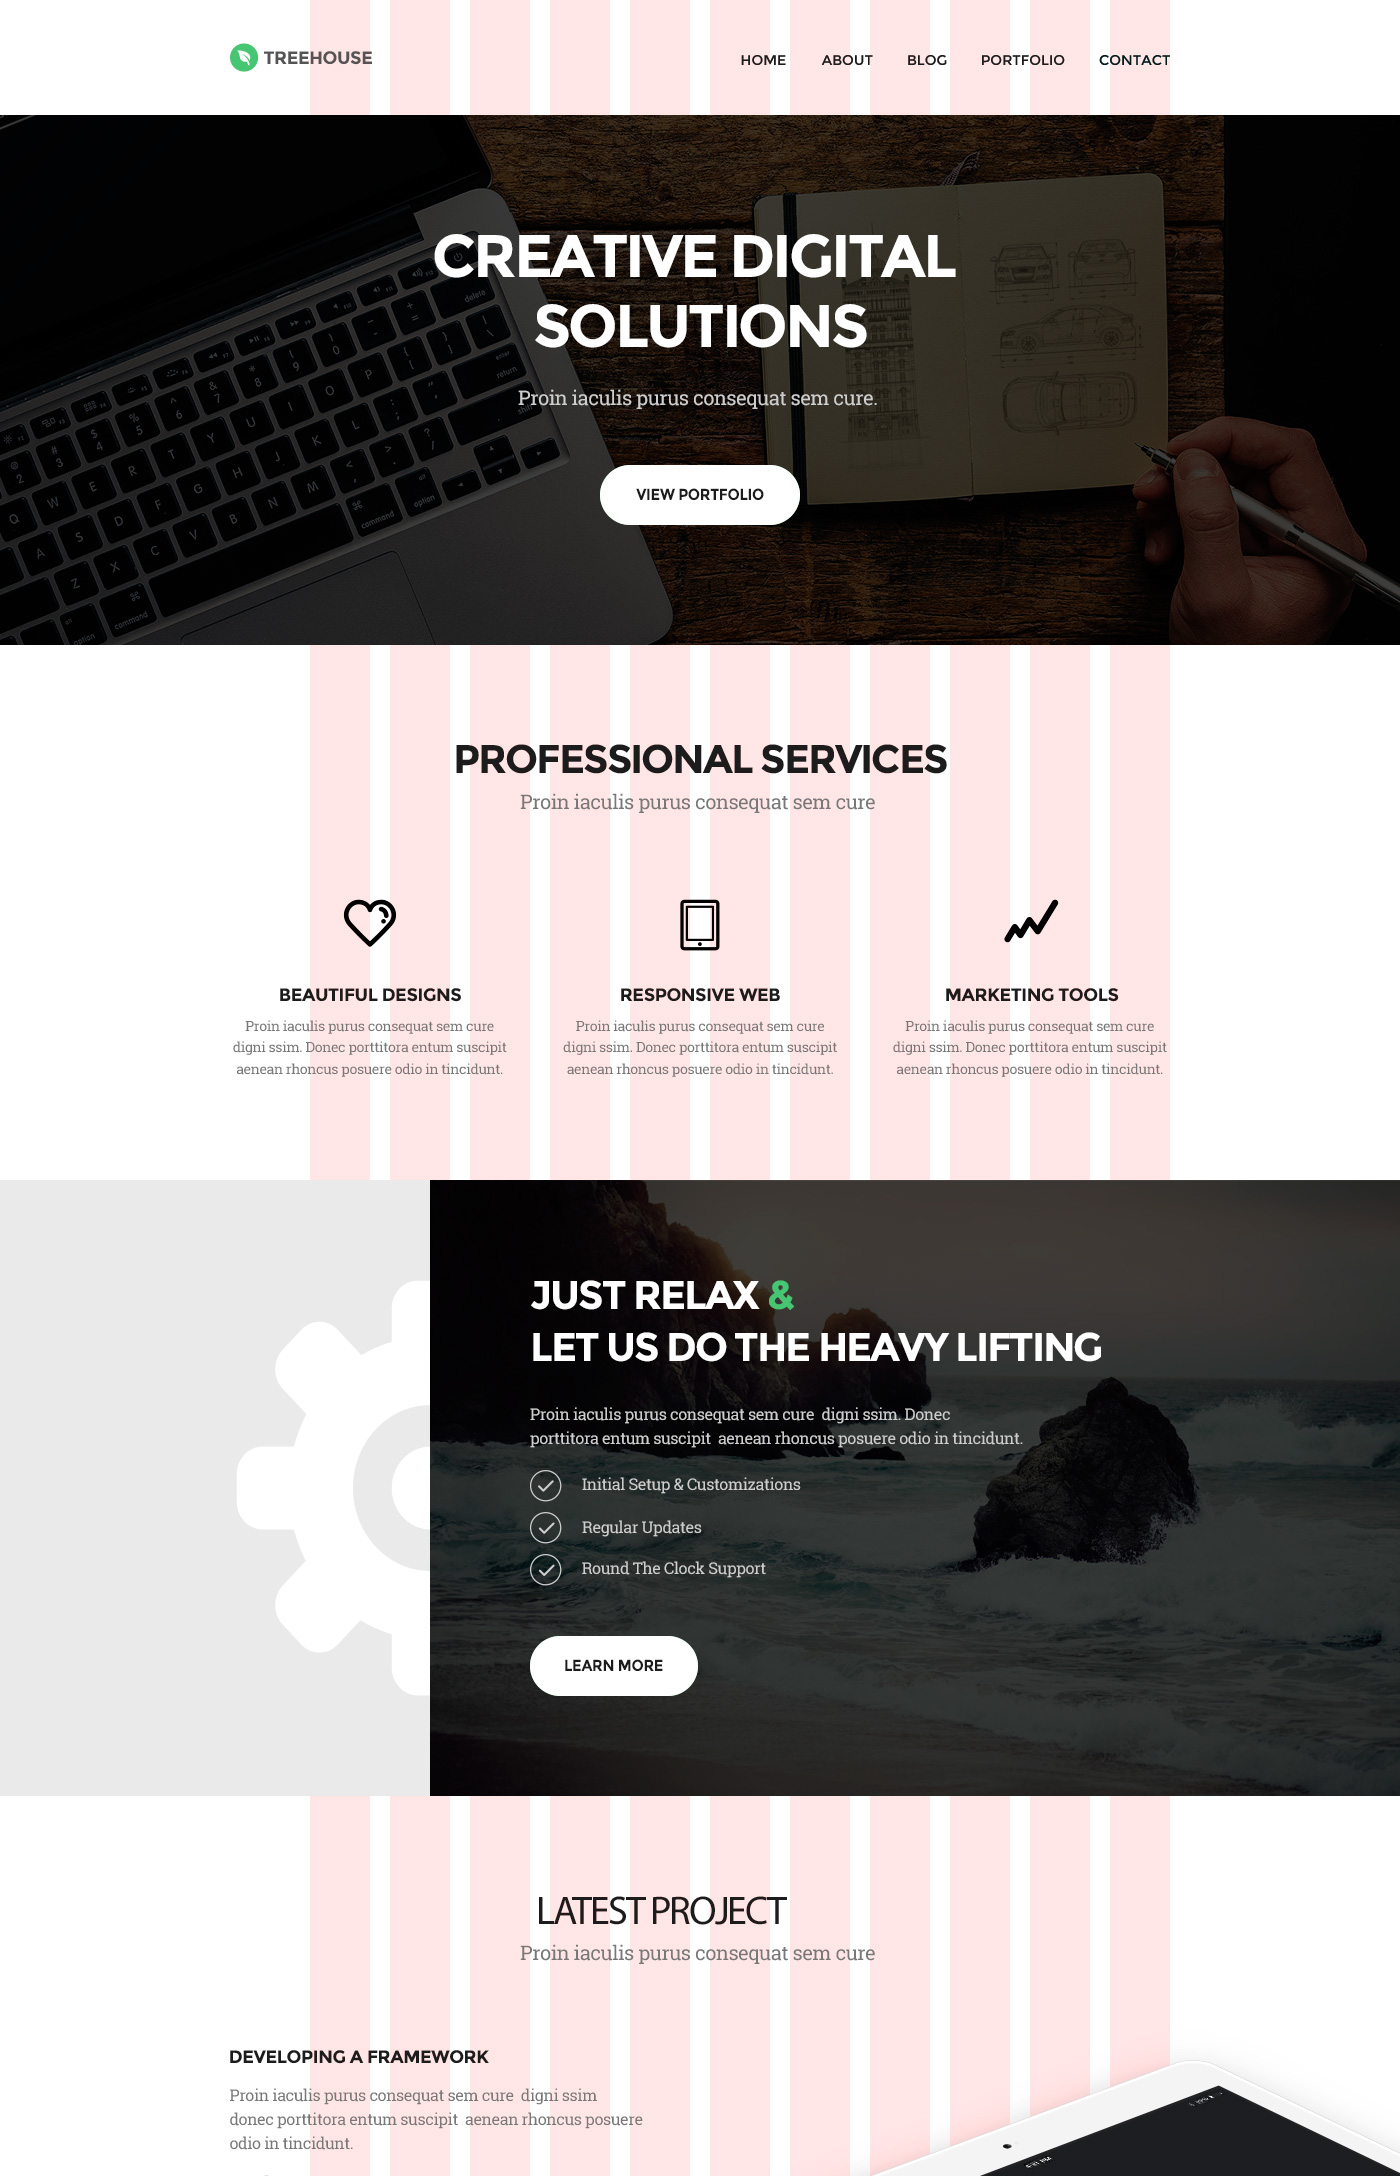 TREEHOUSE
HOME ABOUT BLOG PORTFOLIO CONTACT
CREATIVE DIGITAL
SOLUTIONS
Proin iaculis purus consequat sem cure.
VIEW PORTFOLIO
PROFESSIONAL SERVICES
Proin iaculis purus consequat sem cure
BEAUTIFUL DESIGNS
Proin iaculis purus consequat sem cure
digni ssim. Donec porttitora entum suscipit
aenean rhoncus posuere odio in tincidunt.
RESPONSIVE WEB
Proin iaculis purus consequat sem cure
digni ssim. Donec porttitora entum suscipit
aenean rhoncus posuere odio in tincidunt.
MARKETING TOOLS
Proin iaculis purus consequat sem cure
digni ssim. Donec porttitora entum suscipit
aenean rhoncus posuere odio in tincidunt.
JUST RELAX &
LET US DO THE HEAVY LIFTING
Proin iaculis purus consequat sem cure digni ssim. Donec
porttitora entum suscipit aenean rhoncus posuere odio in tincidunt.
Initial Setup & Customizations
Regular Updates
Round The Clock Support
LEARN MORE
LATEST PROJECT
Proin iaculis purus consequat sem cure
DEVELOPING A FRAMEWORK
Proin iaculis purus consequat sem cure digni ssim
donec porttitora entum suscipit aenean rhoncus posuere
odio in tincidunt.